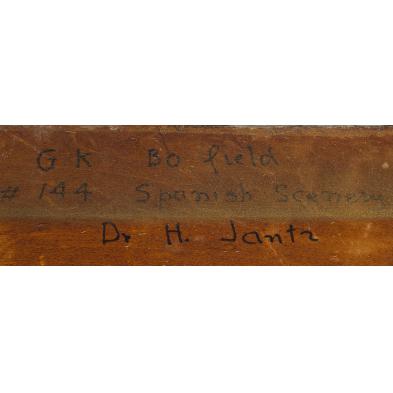 G K Bo field
# 144 Spanish Scenery
Dr H. Jantz